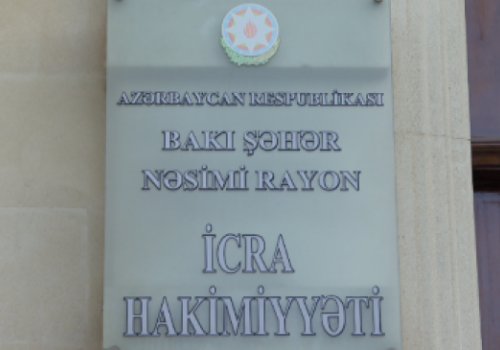 AZƏRBAYCAN RESPUBLİKASI
BAKI ŞƏHƏR
NƏSİMİ RAYON
İCRA
HAKİMİYYƏTİ